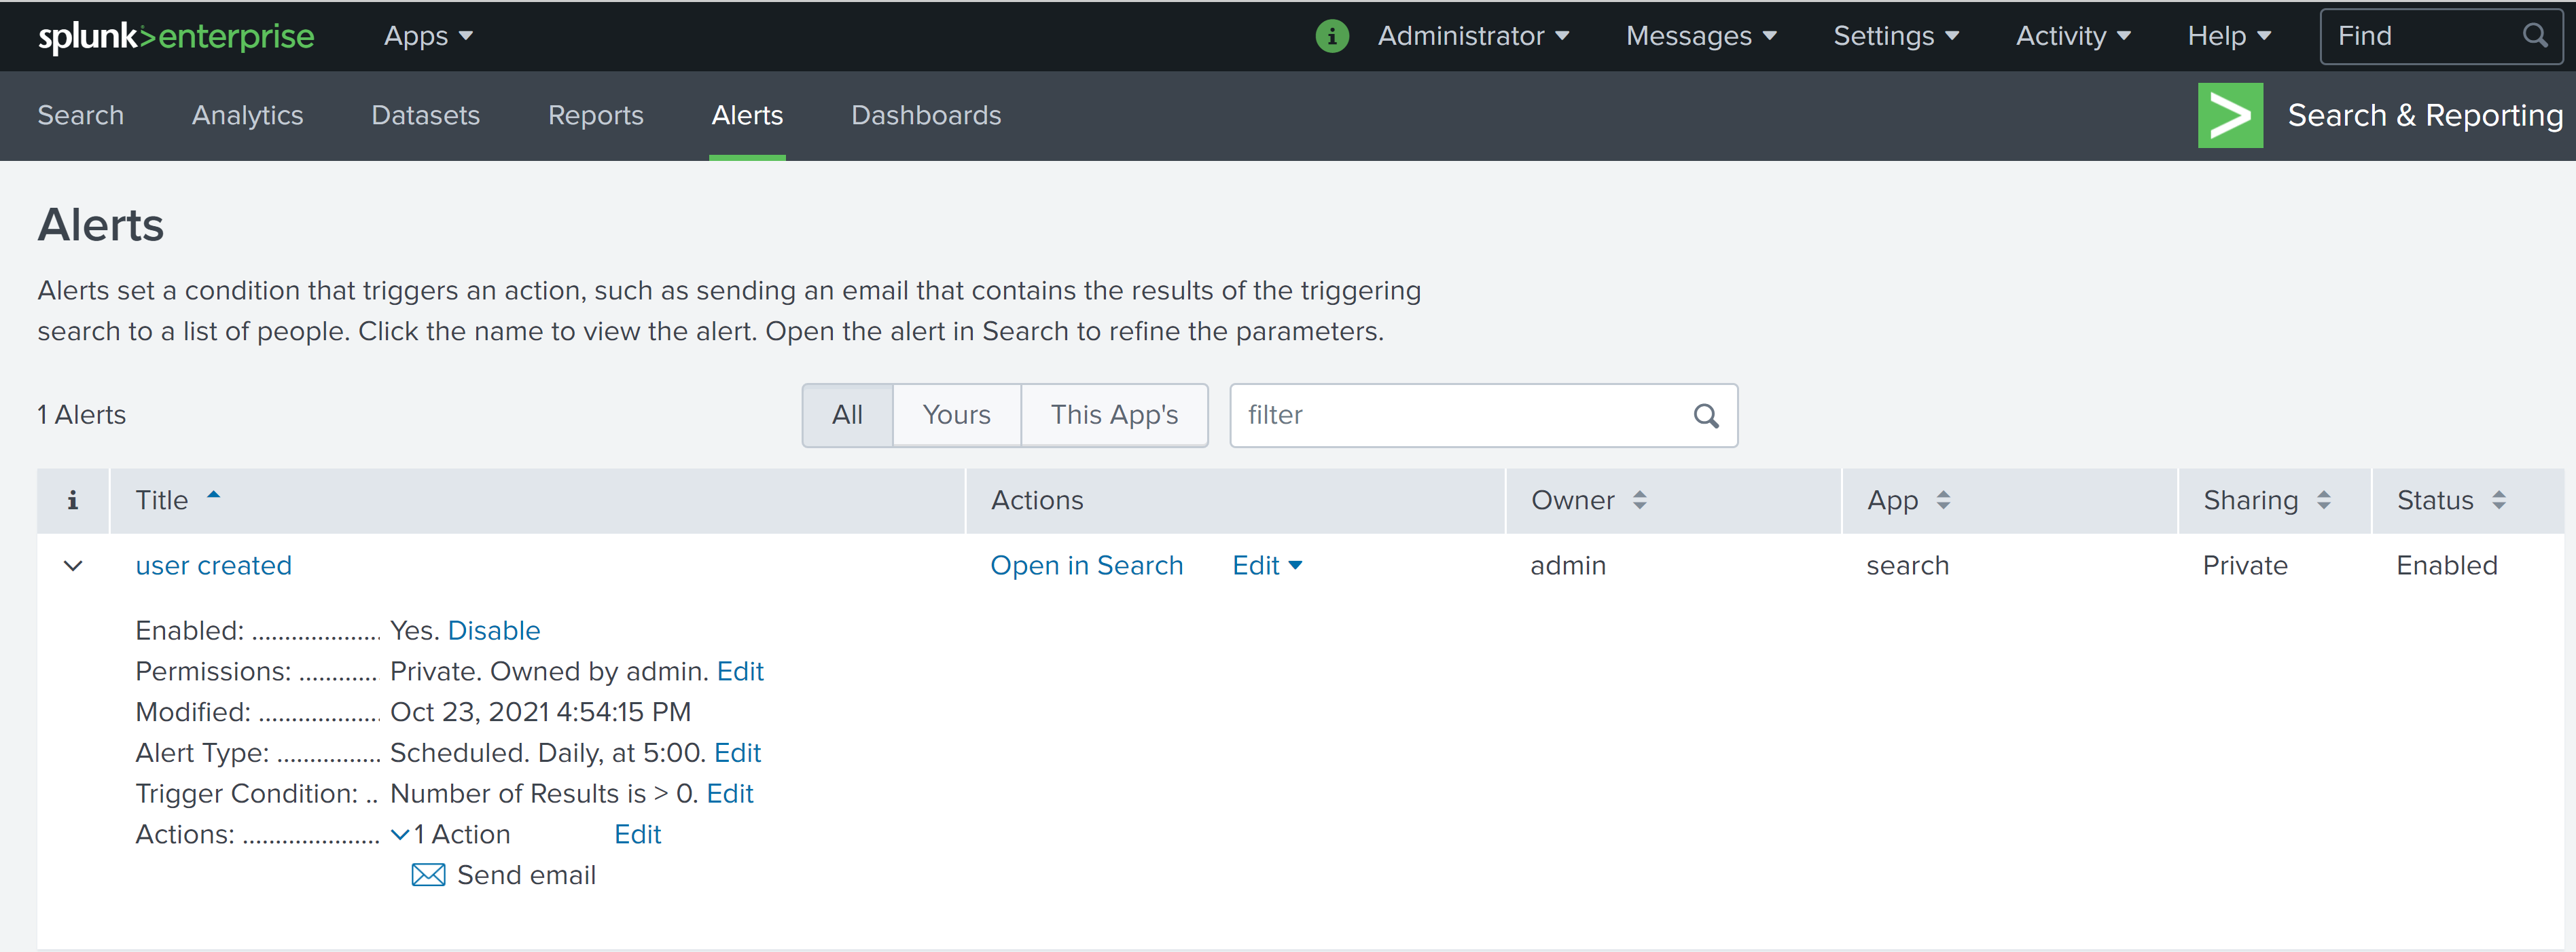 splunk>enterprise Apps Administrator Messages Settings Activity Help Find
Search Analytics Datasets Reports Alerts Dashboards Search & Reporting
Alerts
Alerts set a condition that triggers an action, such as sending an email that contains the results of the triggering
search to a list of people. Click the name to view the alert. Open the alert in Search to refine the parameters.
1 Alerts All Yours This App's filter
i Title Actions Owner App Sharing Status
user created Open in Search Edit admin search Private Enabled
Enabled: .................... Yes. Disable
Permissions: ............. Private. Owned by admin. Edit
Modified: ................... Oct 23, 2021 4:54:15 PM
Alert Type: ................ Scheduled. Daily, at 5:00. Edit
Trigger Condition: .. Number of Results is > 0. Edit
Actions: ..................... 1 Action Edit
Send email